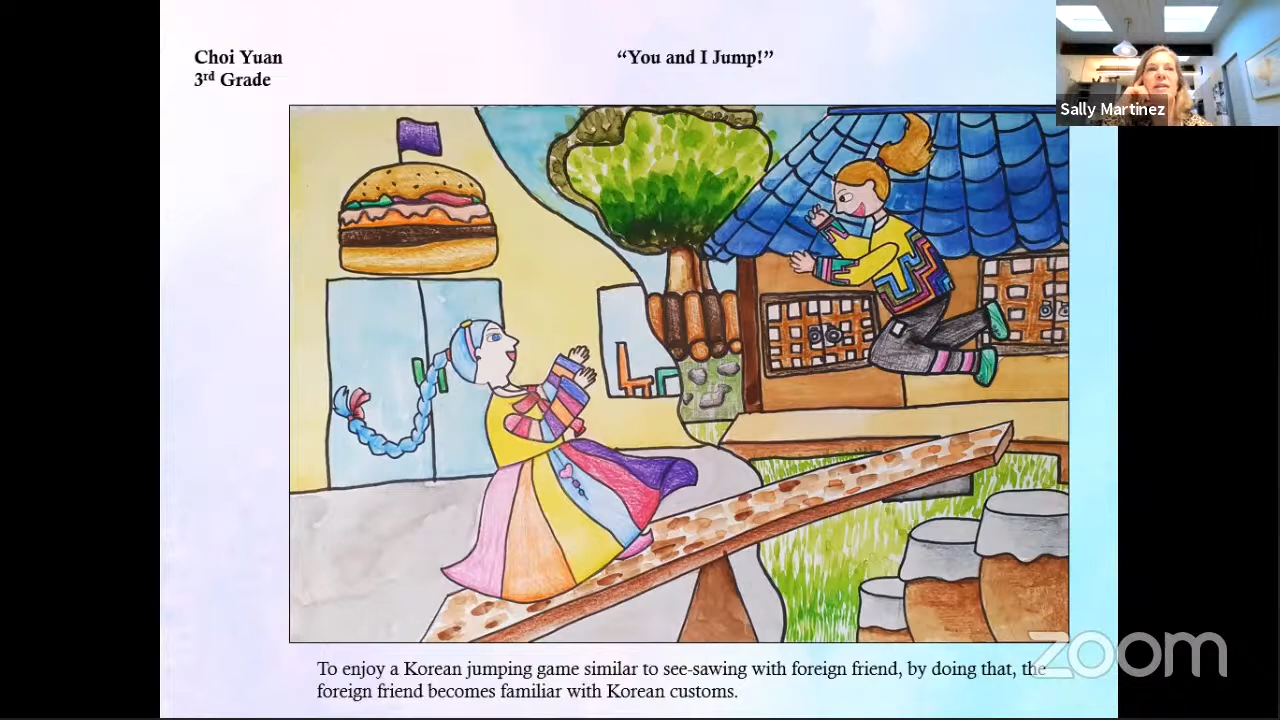 Choi Yuan
3rd Grade
“You and I Jump!”
Sally Martinez
To enjoy a Korean jumping game similar to see-sawing with foreign friend, by doing that, the
foreign friend becomes familiar with Korean customs.
zoom